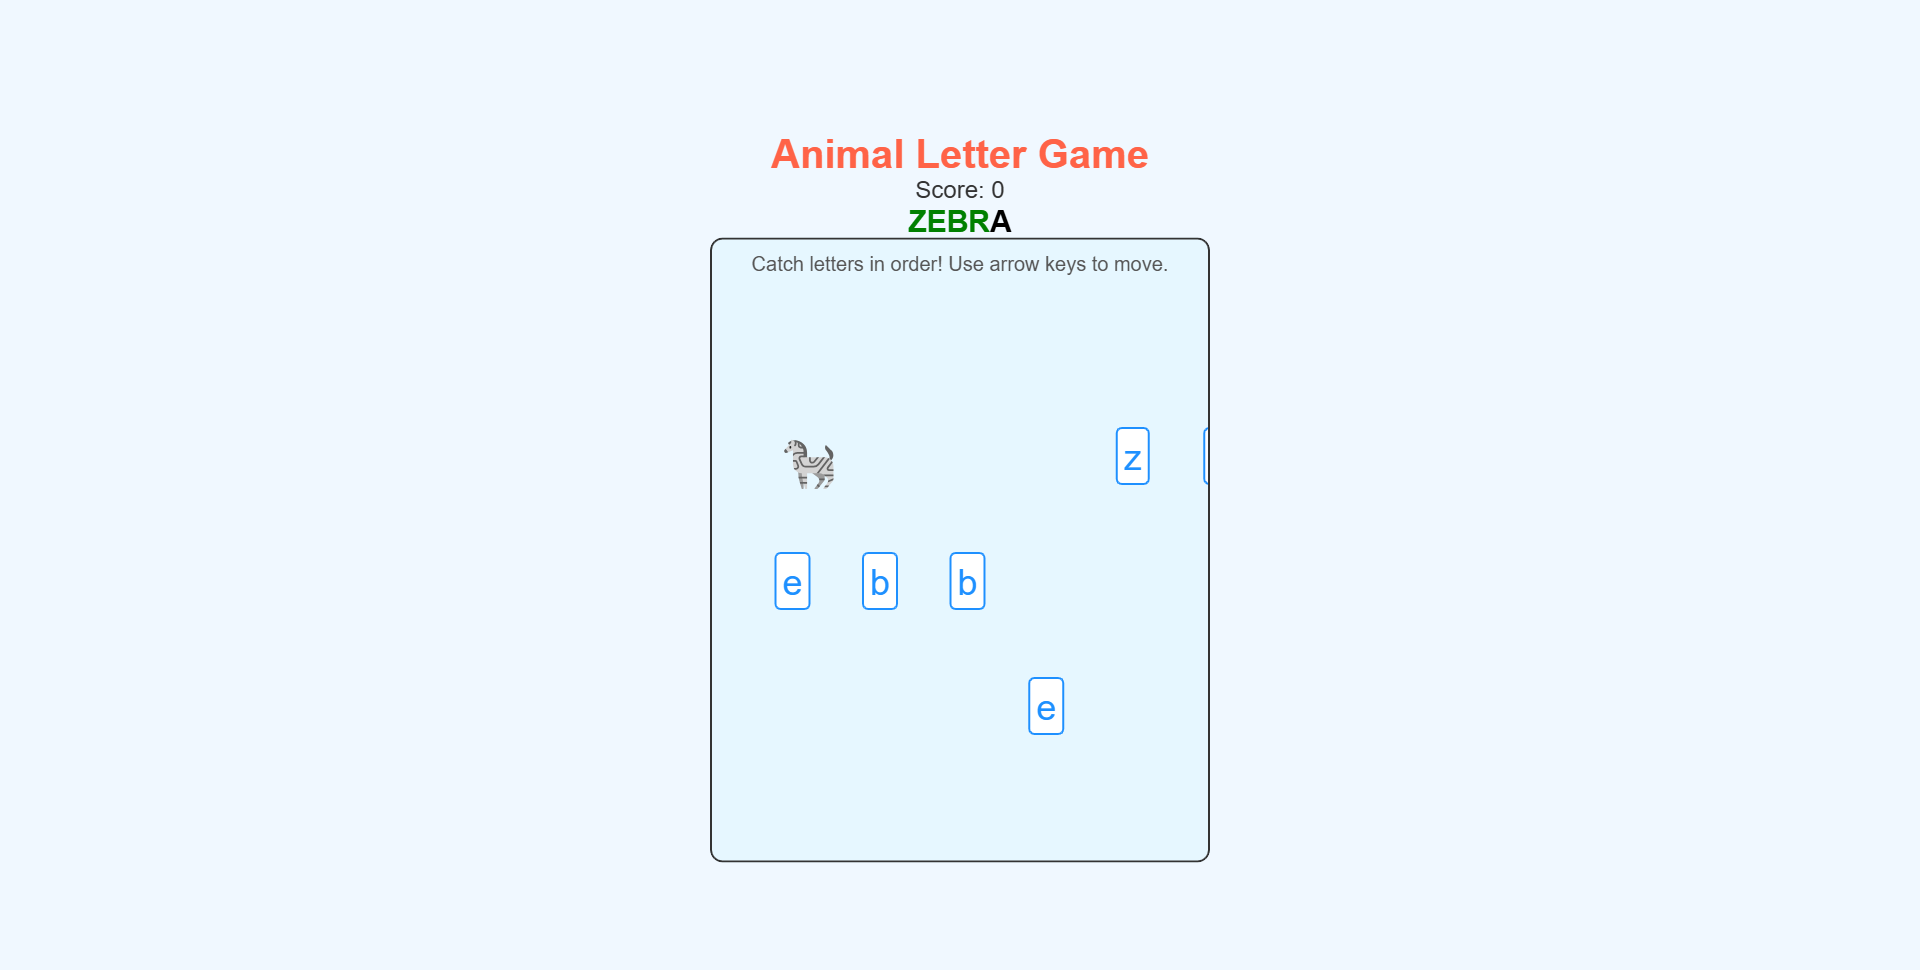 Animal Letter Game
Score: 0
ZEBRA
Catch letters in order! Use arrow keys to move.
z
e b b
e